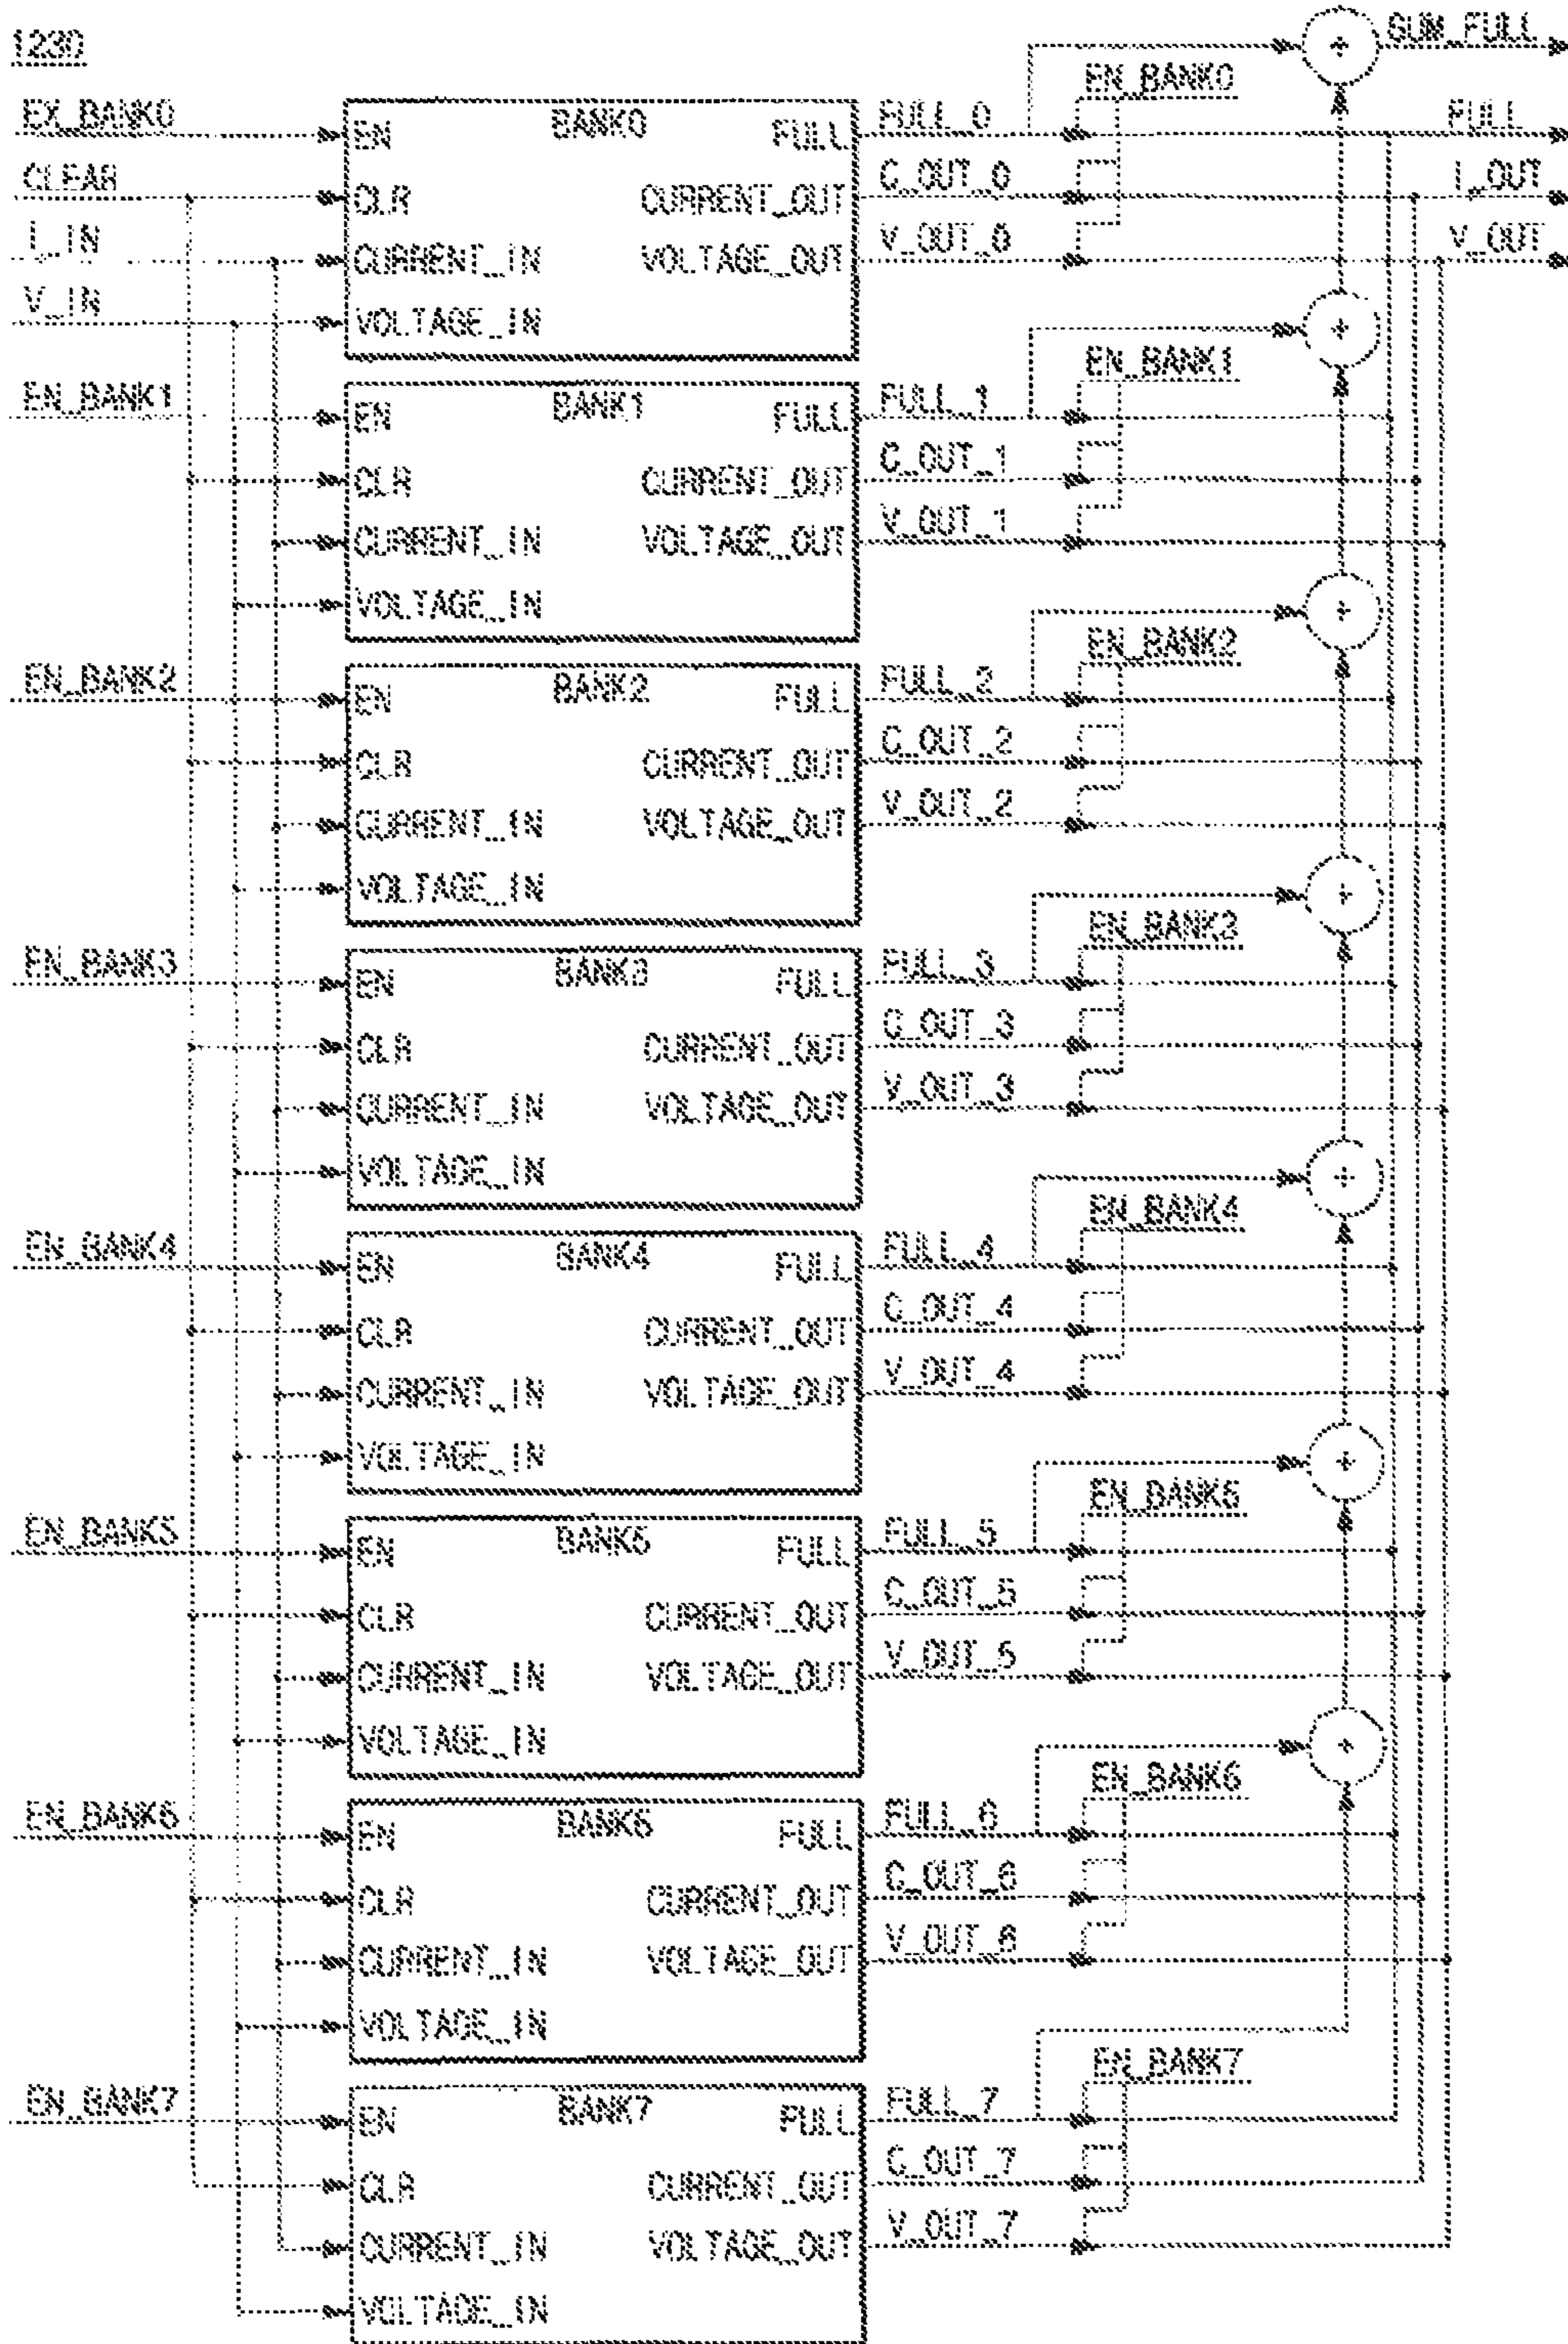 1230
SUM_FULL
EX_BANK0
BANK0
EN_BANK0
EN
FULL
FULL_0
FULL
CLEAR
CLR
CURRENT_OUT
C_OUT_0
I_OUT
I_IN
CURRENT_IN
VOLTAGE_OUT
V_OUT_0
V_OUT
V_IN
VOLTAGE_IN
EN_BANK1
BANK1
EN_BANK1
EN
FULL
FULL_1
CLR
CURRENT_OUT
C_OUT_1
CURRENT_IN
VOLTAGE_OUT
V_OUT_1
VOLTAGE_IN
EN_BANK2
BANK2
EN_BANK2
EN
FULL
FULL_2
CLR
CURRENT_OUT
C_OUT_2
CURRENT_IN
VOLTAGE_OUT
V_OUT_2
VOLTAGE_IN
EN_BANK3
BANK3
EN_BANK3
EN
FULL
FULL_3
CLR
CURRENT_OUT
C_OUT_3
CURRENT_IN
VOLTAGE_OUT
V_OUT_3
VOLTAGE_IN
EN_BANK4
BANK4
EN_BANK4
EN
FULL
FULL_4
CLR
CURRENT_OUT
C_OUT_4
CURRENT_IN
VOLTAGE_OUT
V_OUT_4
VOLTAGE_IN
EN_BANK5
BANK5
EN_BANK5
EN
FULL
FULL_5
CLR
CURRENT_OUT
C_OUT_5
CURRENT_IN
VOLTAGE_OUT
V_OUT_5
VOLTAGE_IN
EN_BANK6
BANK6
EN_BANK6
EN
FULL
FULL_6
CLR
CURRENT_OUT
C_OUT_6
CURRENT_IN
VOLTAGE_OUT
V_OUT_6
VOLTAGE_IN
EN_BANK7
BANK7
EN_BANK7
EN
FULL
FULL_7
CLR
CURRENT_OUT
C_OUT_7
CURRENT_IN
VOLTAGE_OUT
V_OUT_7
VOLTAGE_IN